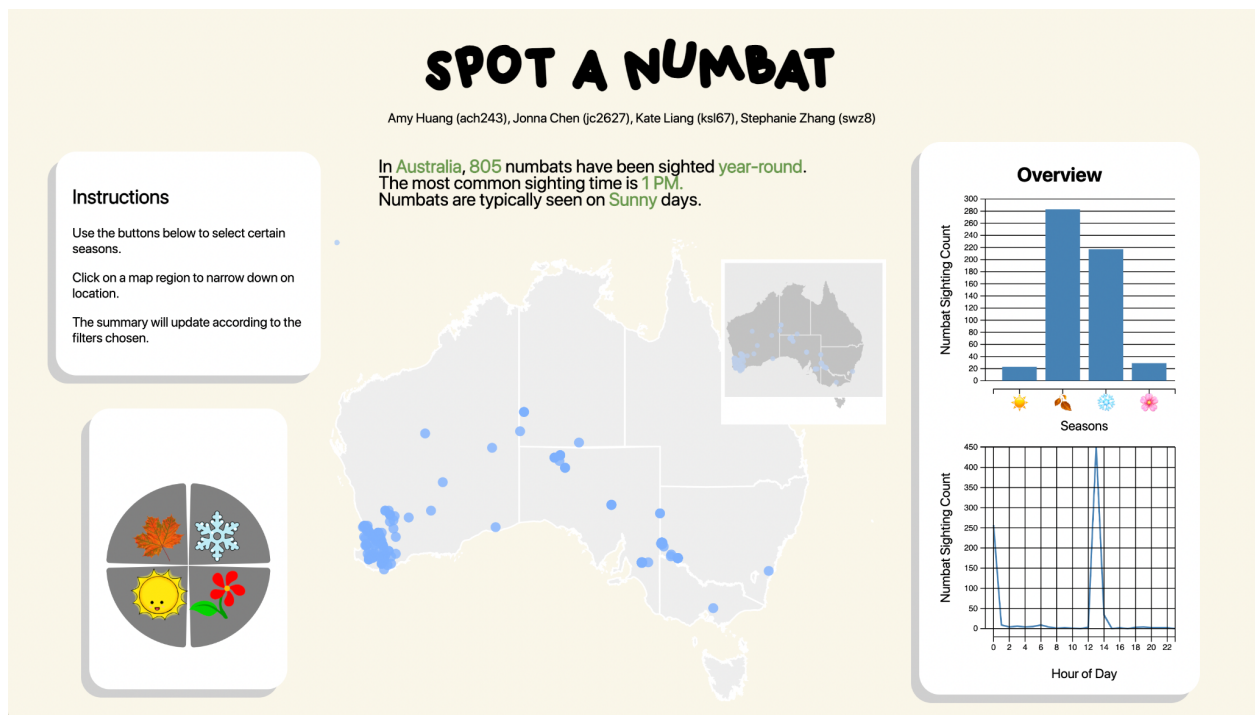 SPOT A NUMBAT
Amy Huang (ach243), Jonna Chen (jc2627), Kate Liang (ksl67), Stephanie Zhang (swz8)
Instructions
Use the buttons below to select certain
seasons.
Click on a map region to narrow down on
location.
The summary will update according to the
filters chosen.
In Australia, 805 numbats have been sighted year-round.
The most common sighting time is 1 PM.
Numbats are typically seen on Sunny days.
Overview
Numbat Sighting Count
300
280
260
240
220
200
180
160
140
120
100
80
60
40
20
0
Seasons
Numbat Sighting Count
450
400
350
300
250
200
150
100
50
0
0 2 4 6 8 10 12 14 16 18 20 22
Hour of Day